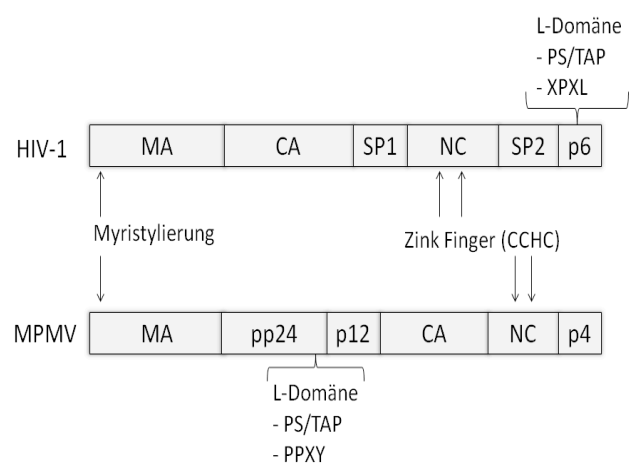 L-Domäne
- PS/TAP
- XPXL
HIV-1 MA CA SP1 NC SP2 p6
Myristylierung Zink Finger (CCHC)
MPMV MA pp24 p12 CA NC p4
L-Domäne
- PS/TAP
- PPXY